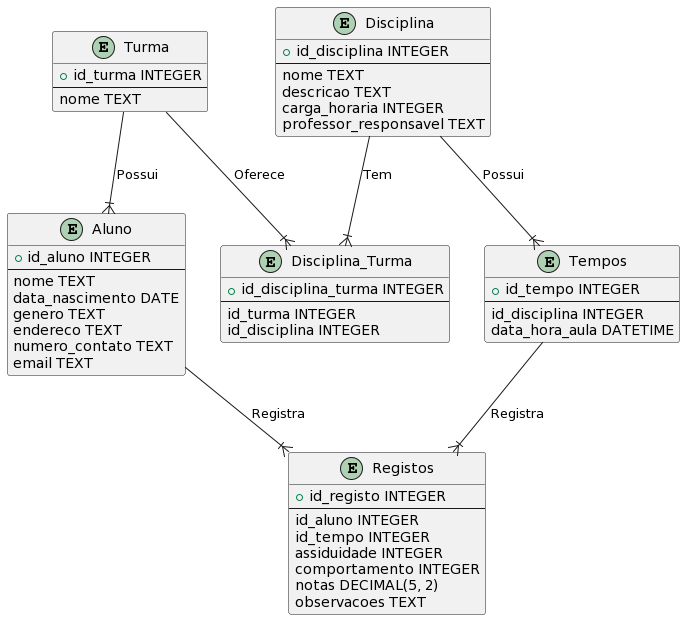 E Turma
id_turma INTEGER
nome TEXT
E Disciplina
id_disciplina INTEGER
nome TEXT
descricao TEXT
carga_horaria INTEGER
professor_responsavel TEXT
Possui
Oferece
Tem
Possui
E Aluno
id_aluno INTEGER
nome TEXT
data_nascimento DATE
genero TEXT
endereco TEXT
numero_contato TEXT
email TEXT
E Disciplina_Turma
id_disciplina_turma INTEGER
id_turma INTEGER
id_disciplina INTEGER
E Tempos
id_tempo INTEGER
id_disciplina INTEGER
data_hora_aula DATETIME
Registra
Registra
E Registos
id_registo INTEGER
id_aluno INTEGER
id_tempo INTEGER
assiduidade INTEGER
comportamento INTEGER
notas DECIMAL(5, 2)
observacoes TEXT